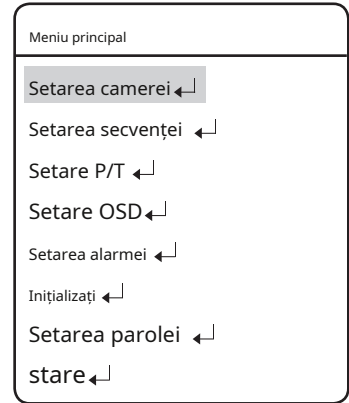 Meniu principal
Setarea camerei
Setarea secvenței
Setare P/T
Setare OSD
Setarea alarmei
Inițializați
Setarea parolei
stare